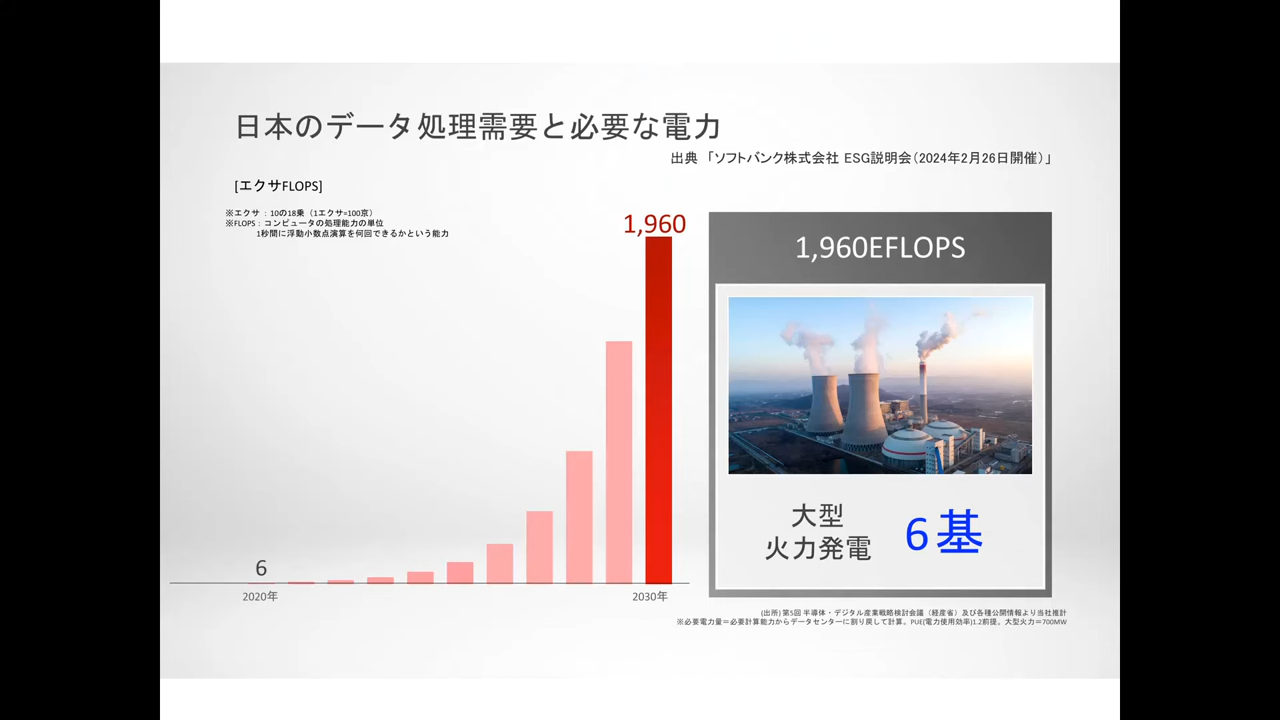 日本のデータ処理需要と必要な電力
出典 「ソフトバンク株式会社 ESG説明会(2024年2月26日開催)」
[エクサFLOPS]
※エクサ : 10の18乗 (1エクサ=100京)
※FLOPS : コンピュータの処理能力の単位
1秒間に浮動小数点演算を何回できるかという能力
1,960
6
2020年
2030年
1,960EFLOPS
大型
火力発電
6基
(出所) 第5回 半導体・デジタル産業戦略検討会議（経産省）及び各種公開情報より当社推計
※必要電力量＝必要計算能力からデータセンターに割り戻して計算。PUE(電力使用効率)1.2前提。大型火力＝700MW